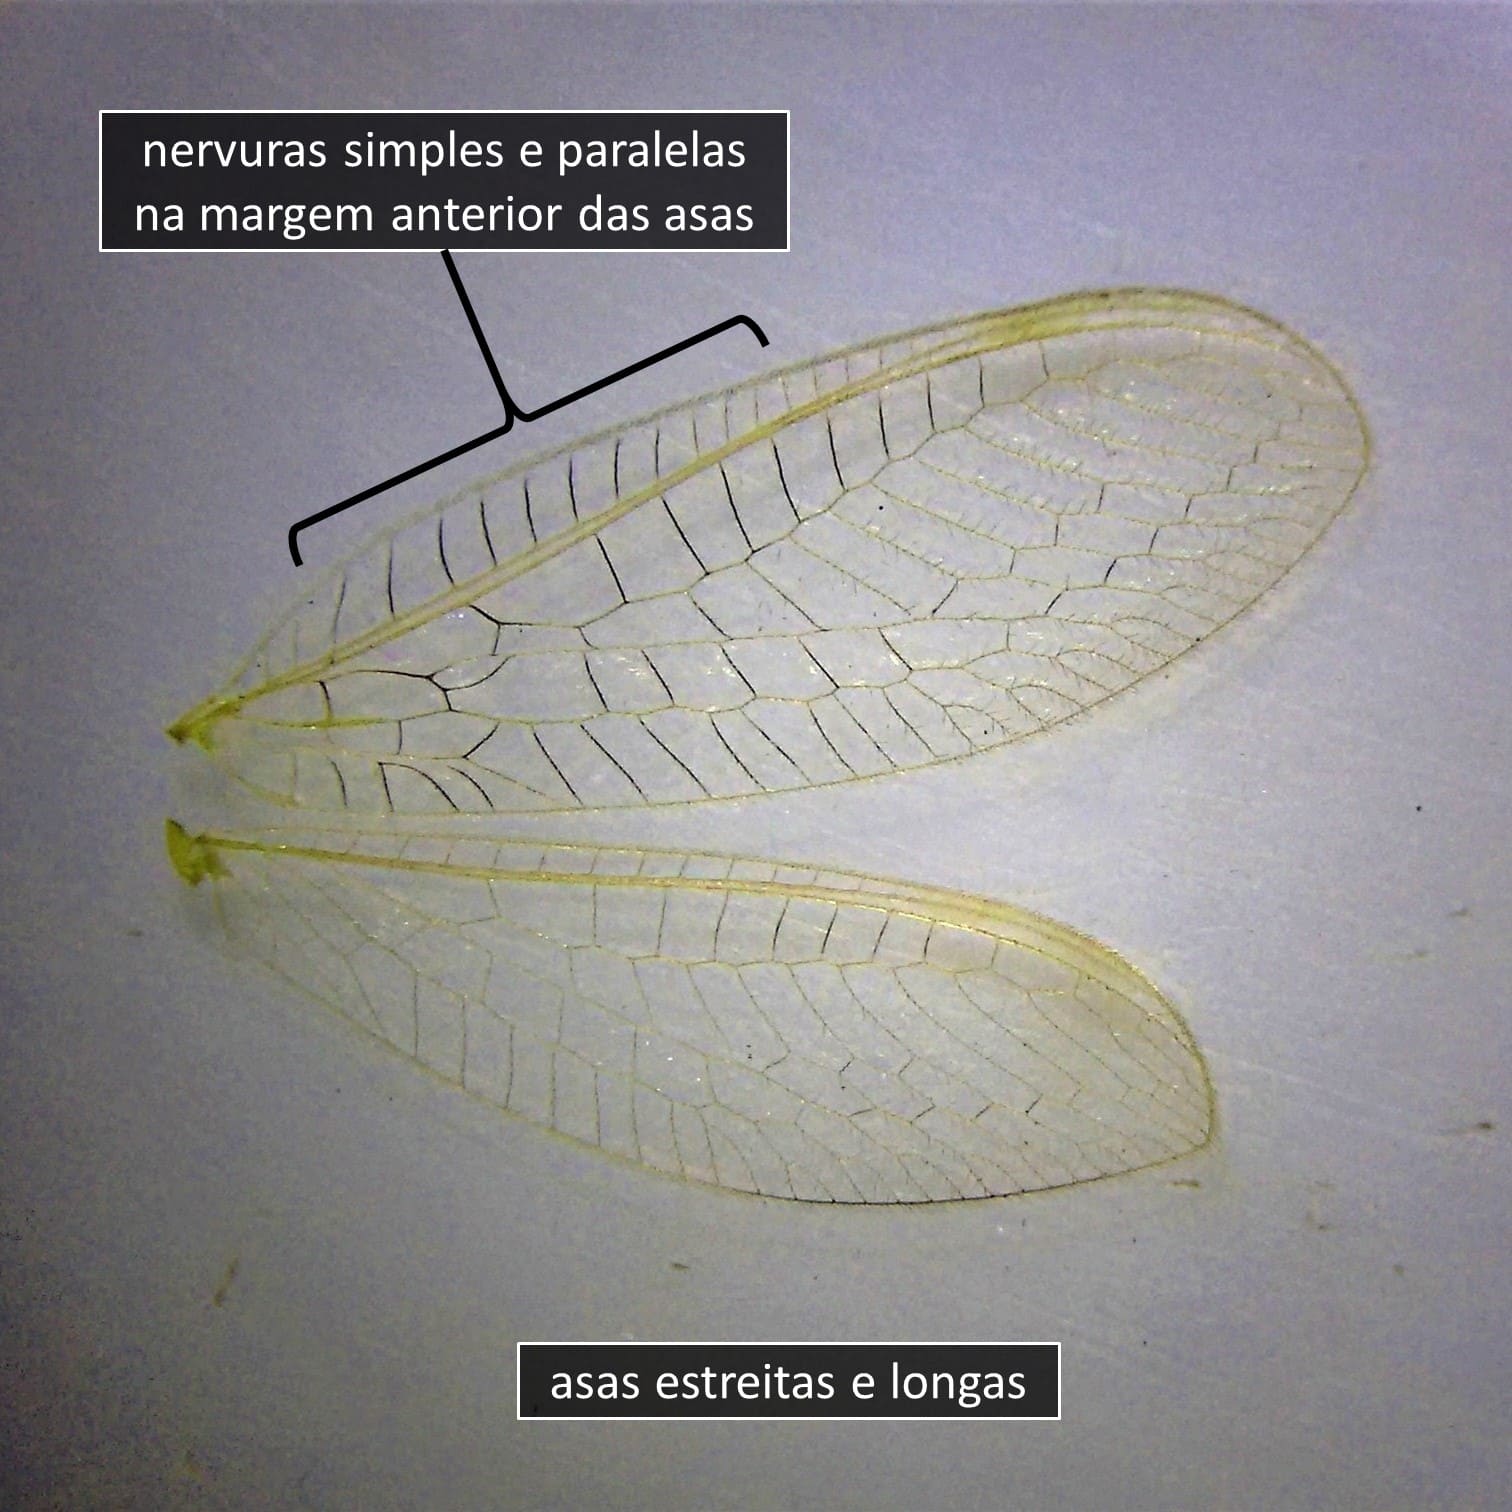 nervuras simples e paralelas
na margem anterior das asas
asas estreitas e longas